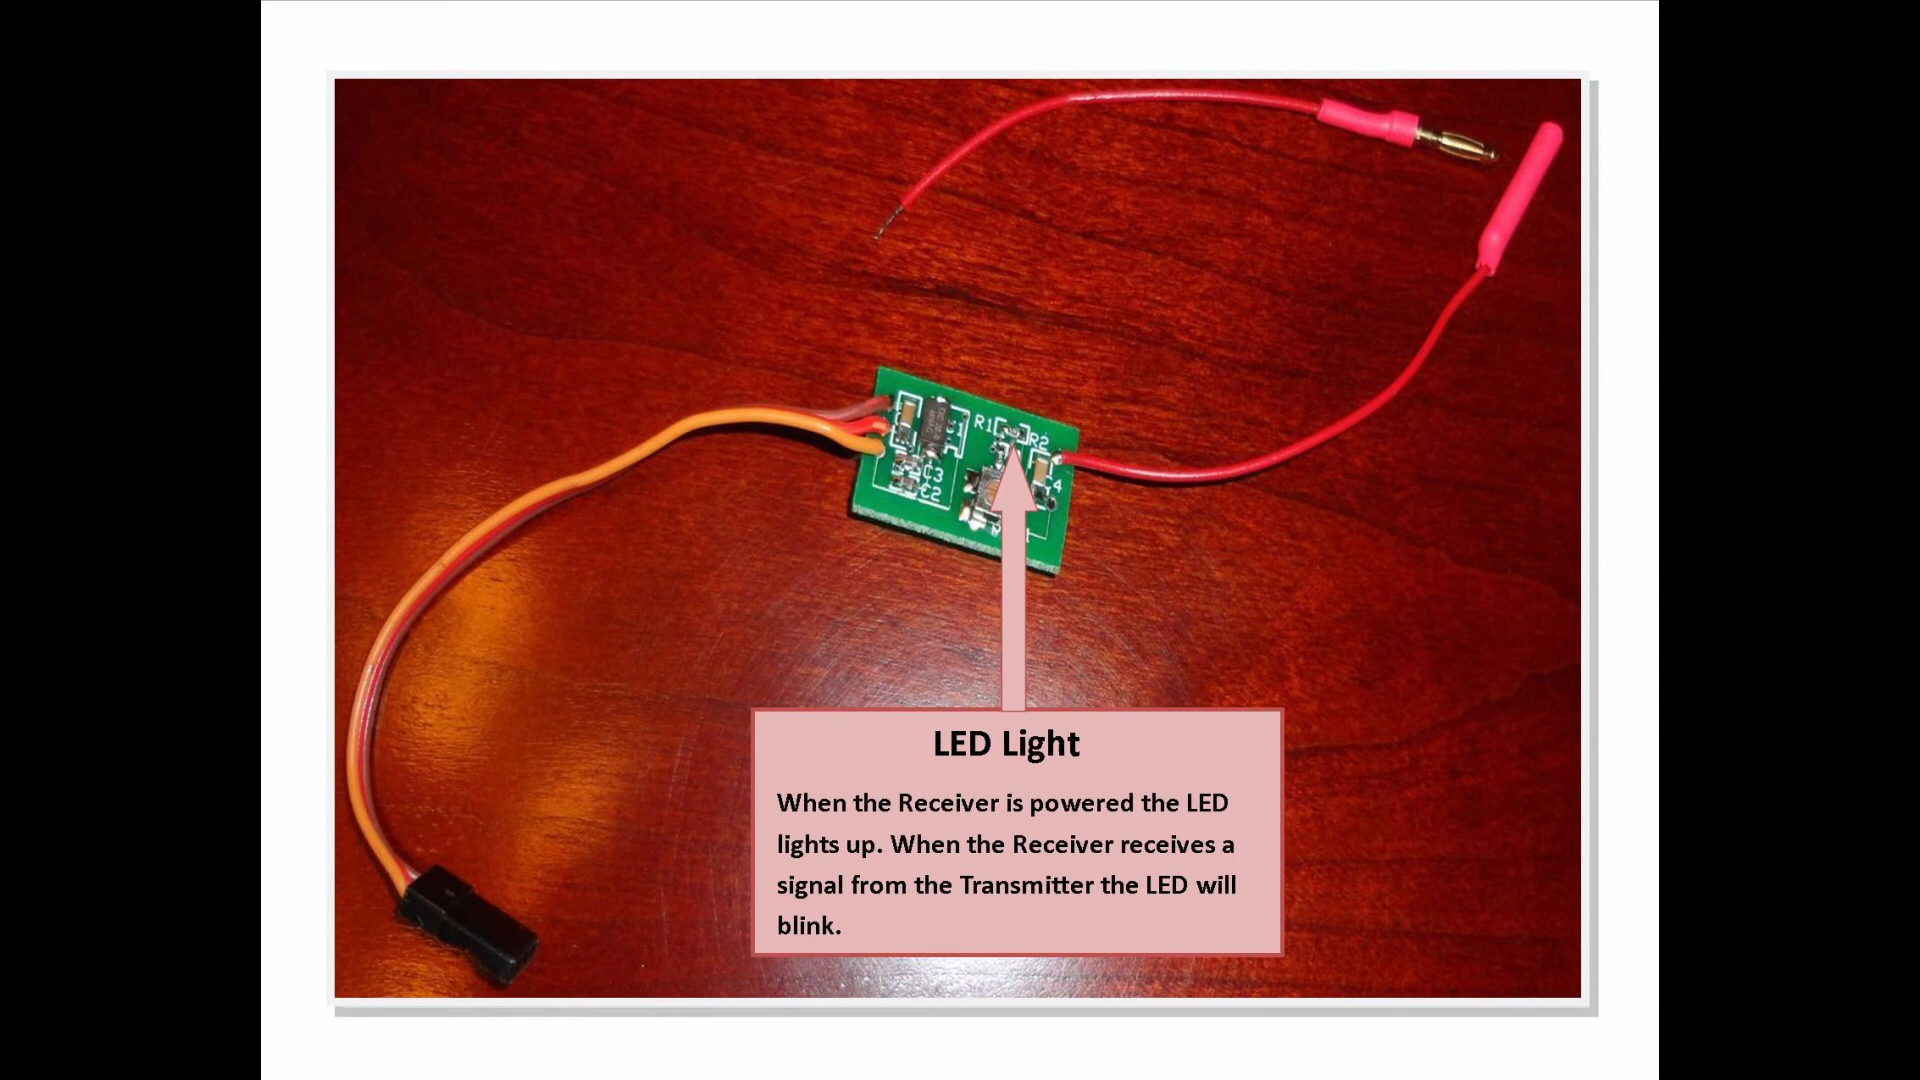 R1
R2
C3
C2
LED Light
When the Receiver is powered the LED
lights up. When the Receiver receives a
signal from the Transmitter the LED will
blink.